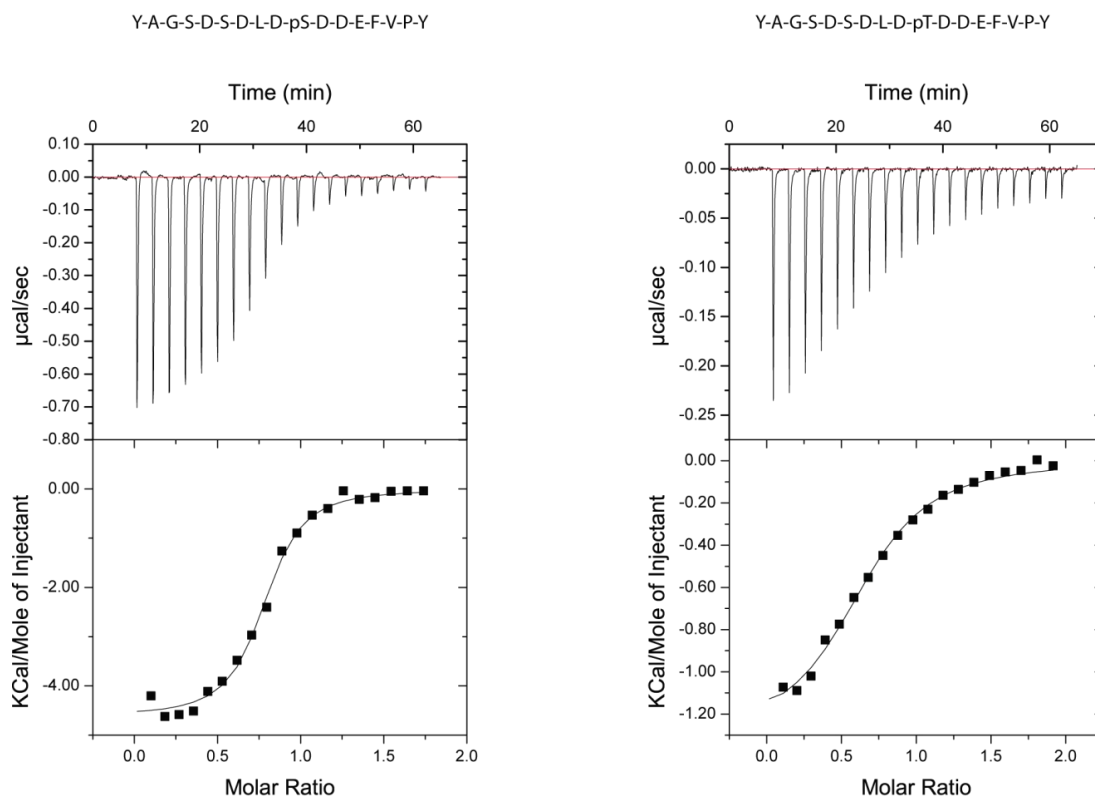 Y-A-G-S-D-S-D-L-D-pS-D-D-E-F-V-P-Y
Time (min)
0 20 40 60
0.10
0.00
-0.10
-0.20
-0.30
-0.40
-0.50
-0.60
-0.70
-0.80
µcal/sec
0.00
-2.00
-4.00
KCal/Mole of Injectant
0.0 0.5 1.0 1.5 2.0
Molar Ratio
Y-A-G-S-D-S-D-L-D-pT-D-D-E-F-V-P-Y
Time (min)
0 20 40 60
0.00
-0.05
-0.10
-0.15
-0.20
-0.25
µcal/sec
0.00
-0.20
-0.40
-0.60
-0.80
-1.00
-1.20
KCal/Mole of Injectant
0.0 0.5 1.0 1.5 2.0
Molar Ratio